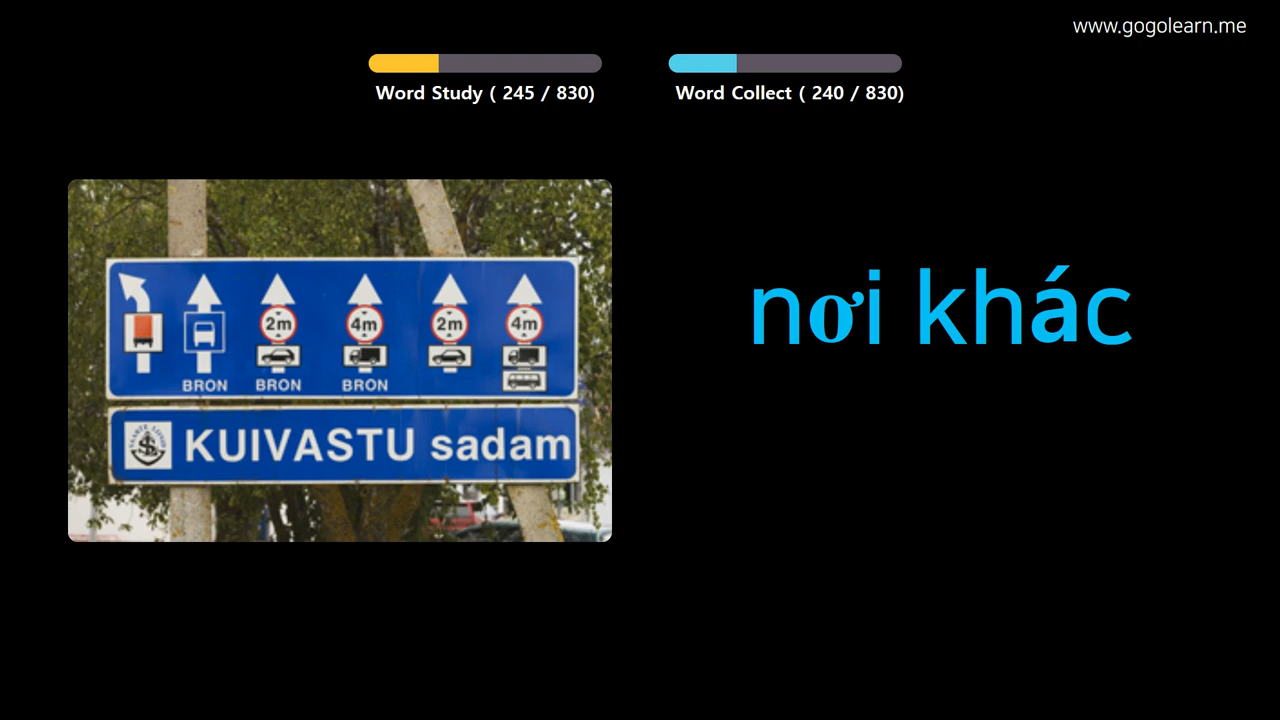 www.gogolearn.me
Word Study ( 245 / 830)
Word Collect ( 240 / 830)
nơi khác
2m 4m 2m 4m
BRON BRON BRON
KUIVASTU sadam